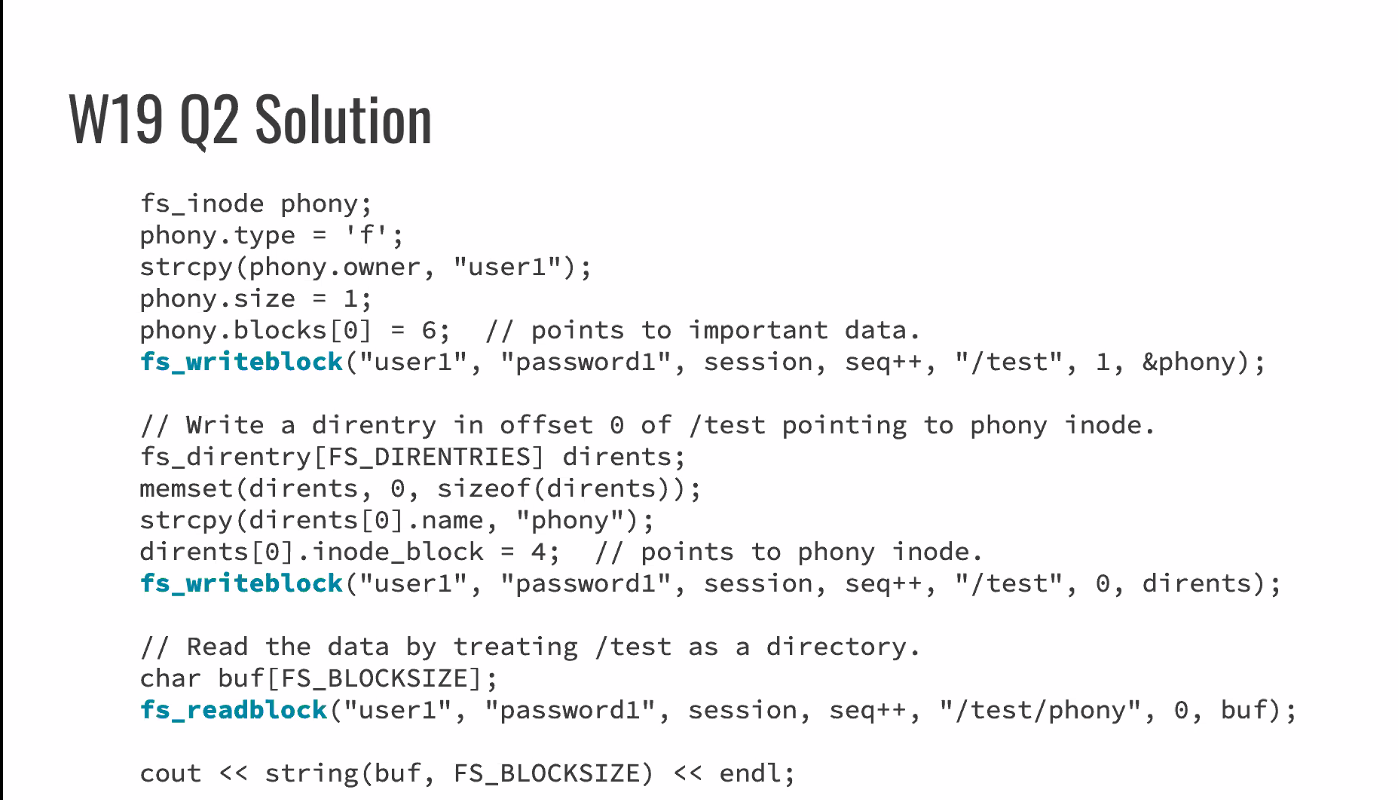 W19 Q2 Solution
fs_inode phony;
phony.type = 'f';
strcpy(phony.owner, "user1");
phony.size = 1;
phony.blocks[0] = 6;  // points to important data.
fs_writeblock("user1", "password1", session, seq++, "/test", 1, &phony);
// Write a direntry in offset 0 of /test pointing to phony inode.
fs_direntry[FS_DIRENTRIES] dirents;
memset(dirents, 0, sizeof(dirents));
strcpy(dirents[0].name, "phony");
dirents[0].inode_block = 4;  // points to phony inode.
fs_writeblock("user1", "password1", session, seq++, "/test", 0, dirents);
// Read the data by treating /test as a directory.
char buf[FS_BLOCKSIZE];
fs_readblock("user1", "password1", session, seq++, "/test/phony", 0, buf);
cout << string(buf, FS_BLOCKSIZE) << endl;